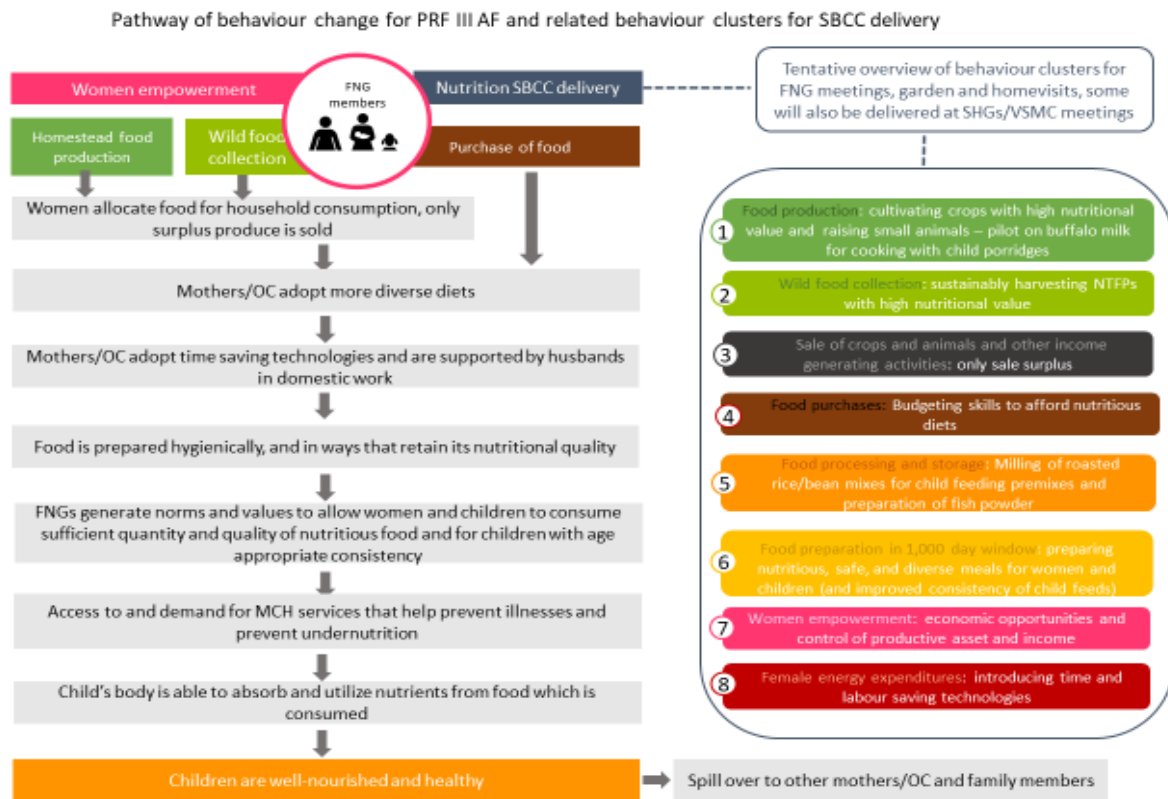 Pathway of behaviour change for PRF III AF and related behaviour clusters for SBCC delivery
Women empowerment
FNG
members
Nutrition SBCC delivery
Homestead food
production
Wild food
collection
Purchase of food
Women allocate food for household consumption, only
surplus produce is sold
Mothers/OC adopt more diverse diets
Mothers/OC adopt time saving technologies and are supported by husbands
in domestic work
Food is prepared hygienically, and in ways that retain its nutritional quality
FNGs generate norms and values to allow women and children to consume
sufficient quantity and quality of nutritious food and for children with age
appropriate consistency
Access to and demand for MCH services that help prevent illnesses and
prevent undernutrition
Child's body is able to absorb and utilize nutrients from food which is
consumed
Children are well-nourished and healthy
Spill over to other mothers/OC and family members
Tentative overview of behaviour clusters for
FNG meetings, garden and homevisits, some
will also be delivered at SHGs/VSMC meetings
1
Food production: cultivating crops with high nutritional
value and raising small animals – pilot on buffalo milk
for cooking with child porridges
2
Wild food collection: sustainably harvesting NTFPs
with high nutritional value
3
Sale of crops and animals and other income
generating activities: only sale surplus
4
Food purchases: Budgeting skills to afford nutritious
diets
5
Food processing and storage: Milling of roasted
rice/bean mixes for child feeding premixes and
preparation of fish powder
6
Food preparation in 1,000 day window: preparing
nutritious, safe, and diverse meals for women and
children (and improved consistency of child feeds)
7
Women empowerment: economic opportunities and
control of productive asset and income
8
Female energy expenditures: introducing time and
labour saving technologies